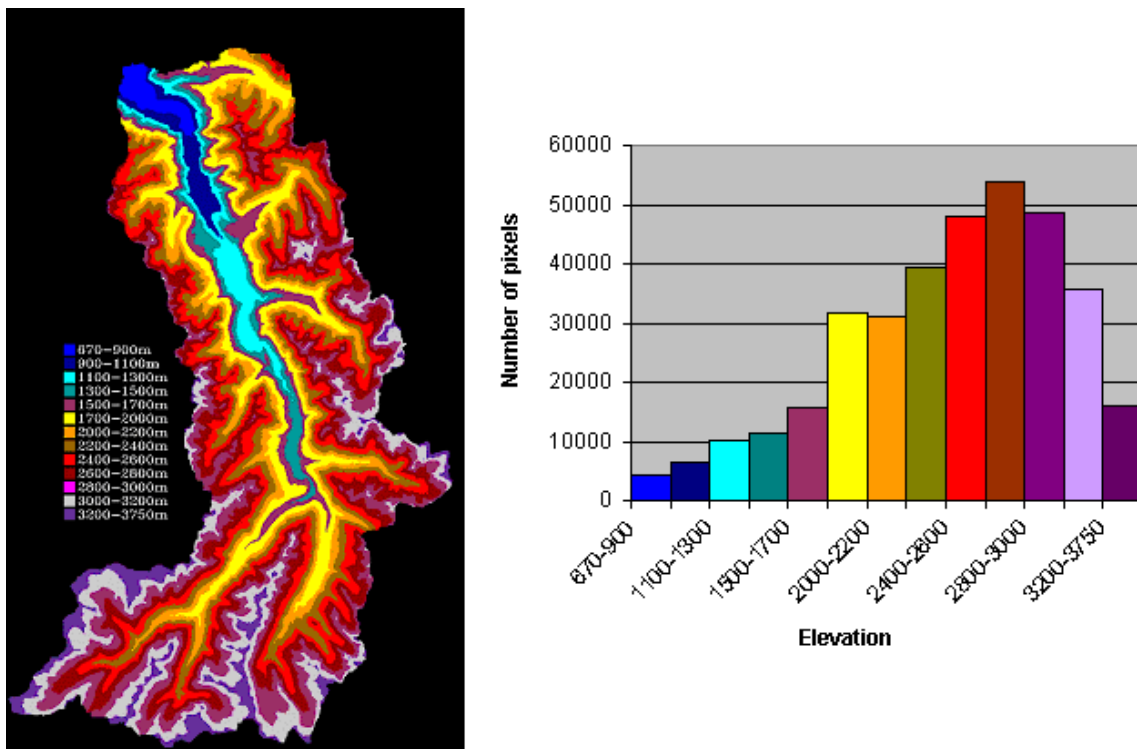 670-900m
900-1100m
1100-1300m
1300-1500m
1500-1700m
1700-2000m
2000-2200m
2200-2400m
2400-2600m
2600-2800m
2800-3000m
3000-3200m
3200-3750m
60000
50000
40000
30000
20000
10000
0
Number of pixels
670-900
1100-1300
1500-1700
2000-2200
2400-2600
2800-3000
3200-3750
Elevation